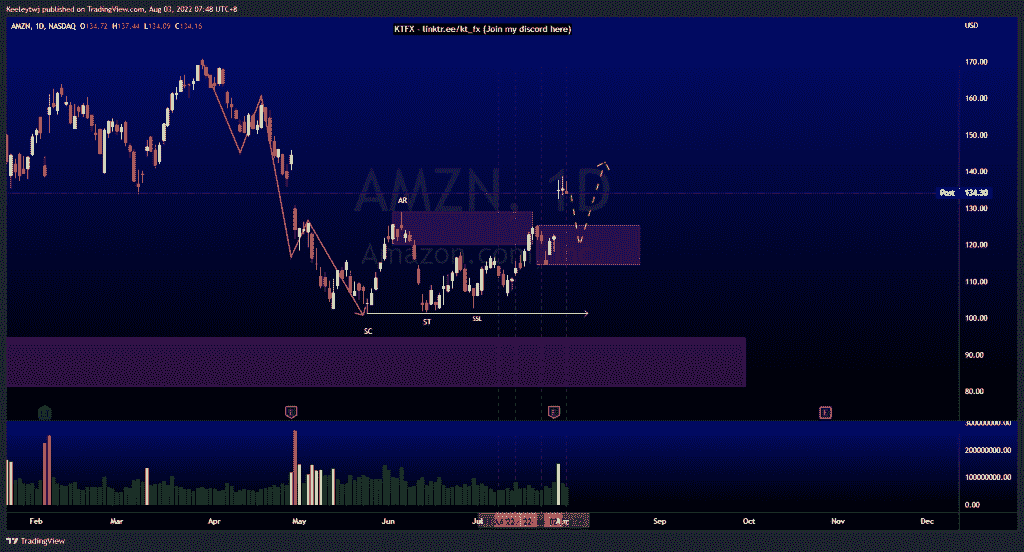 Keeleytwj published on TradingView.com, Aug 03, 2022 07:48 UTC+8
AMZN, 1D, NASDAQ O134.72 H137.44 L134.09 C134.16
KTFX - linktr.ee/kt_fx (Join my discord here)
USD
170.00
160.00
150.00
140.00
Post 134.30
130.00
120.00
110.00
100.00
90.00
80.00
AMZN, 1D
Amazon.com
AR
SC
ST
SSL
E
E
E
300000000.00
200000000.00
100000000.00
0.00
Feb
Mar
Apr
May
Jun
Jul
Sep
Oct
Nov
Dec
TradingView